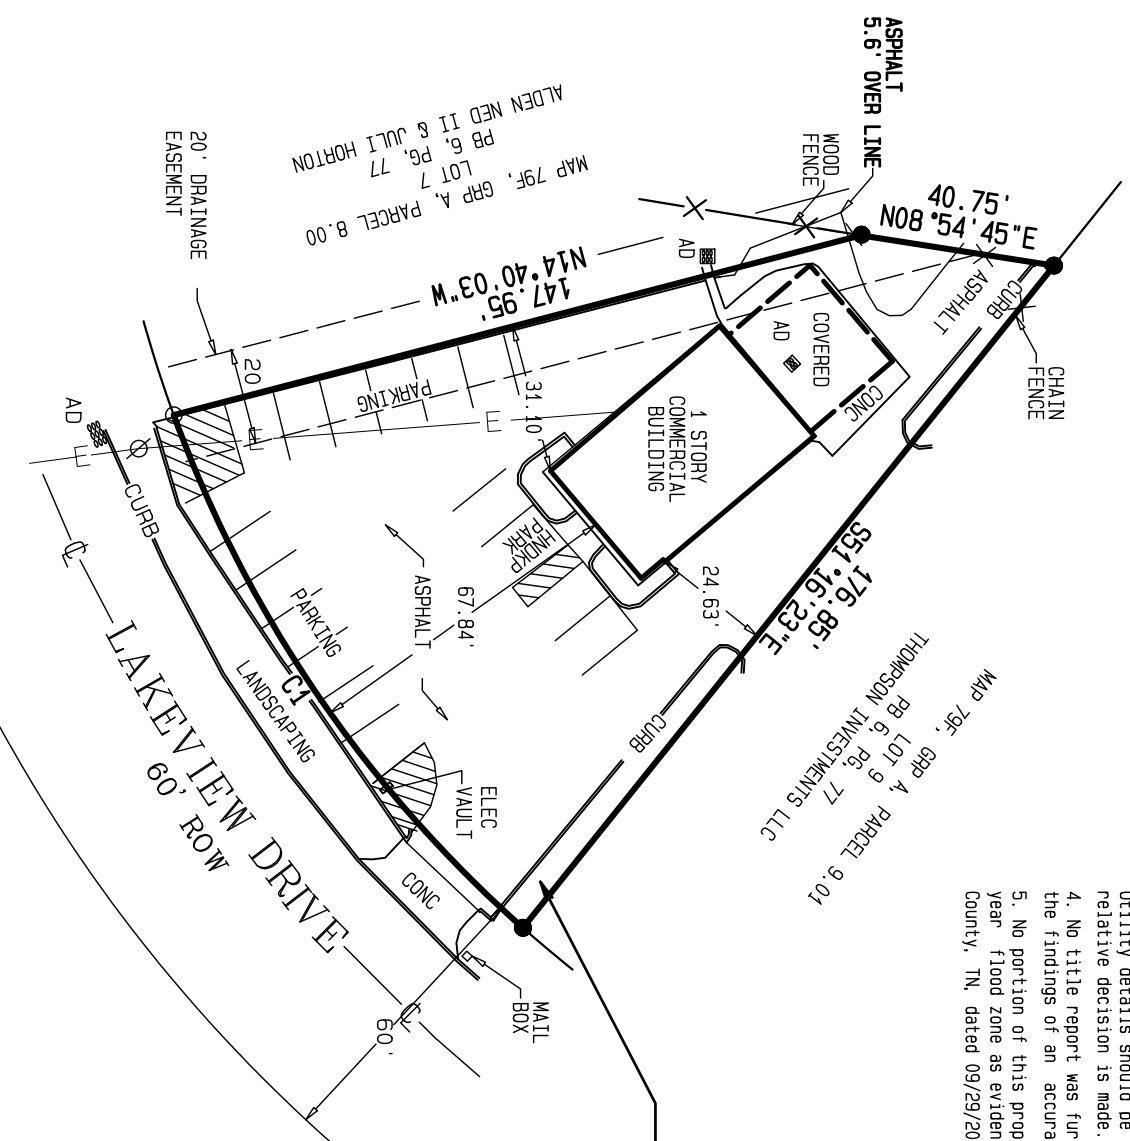 ASPHALT
5.6' OVER LINE
WOOD
FENCE
40.75'
N08°54'45"E
ALDEN NED II & JULI HORTON
PB 6, PG, 77
LOT 7
MAP 79F, GRP A, PARCEL 8.00
20' DRAINAGE
EASEMENT
N14°40'03"W
147.95'
AD
ASPHALT
CURB
CHAIN
FENCE
COVERED
AD
CONC
20
PARKING
31.10
1 STORY
COMMERCIAL
BUILDING
AD
E
E
E
CURB
HNDKP
PARK
S51°16'23"E
176.85'
24.63'
67.84'
ASPHALT
PARKING
LANDSCAPING
C1
CURB
MAP 79F, GRP A, PARCEL 9.01
LOT 9
PB 6, PG, 77
THOMPSON INVESTMENTS LLC
LAKEVIEW DRIVE
60' ROW
ELEC
VAULT
CONC
MAIL
BOX
60'
Utility details should be
relative decision is made.
4. No title report was fur
the findings of an accura
5. No portion of this prop
year flood zone as eviden
County, TN, dated 09/29/20